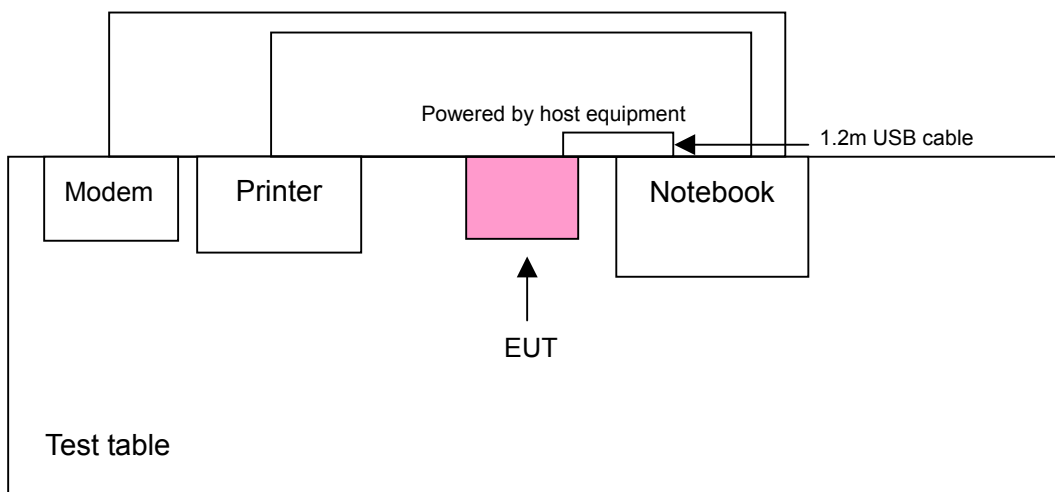 Powered by host equipment
1.2m USB cable
Modem
Printer
Notebook
EUT
Test table